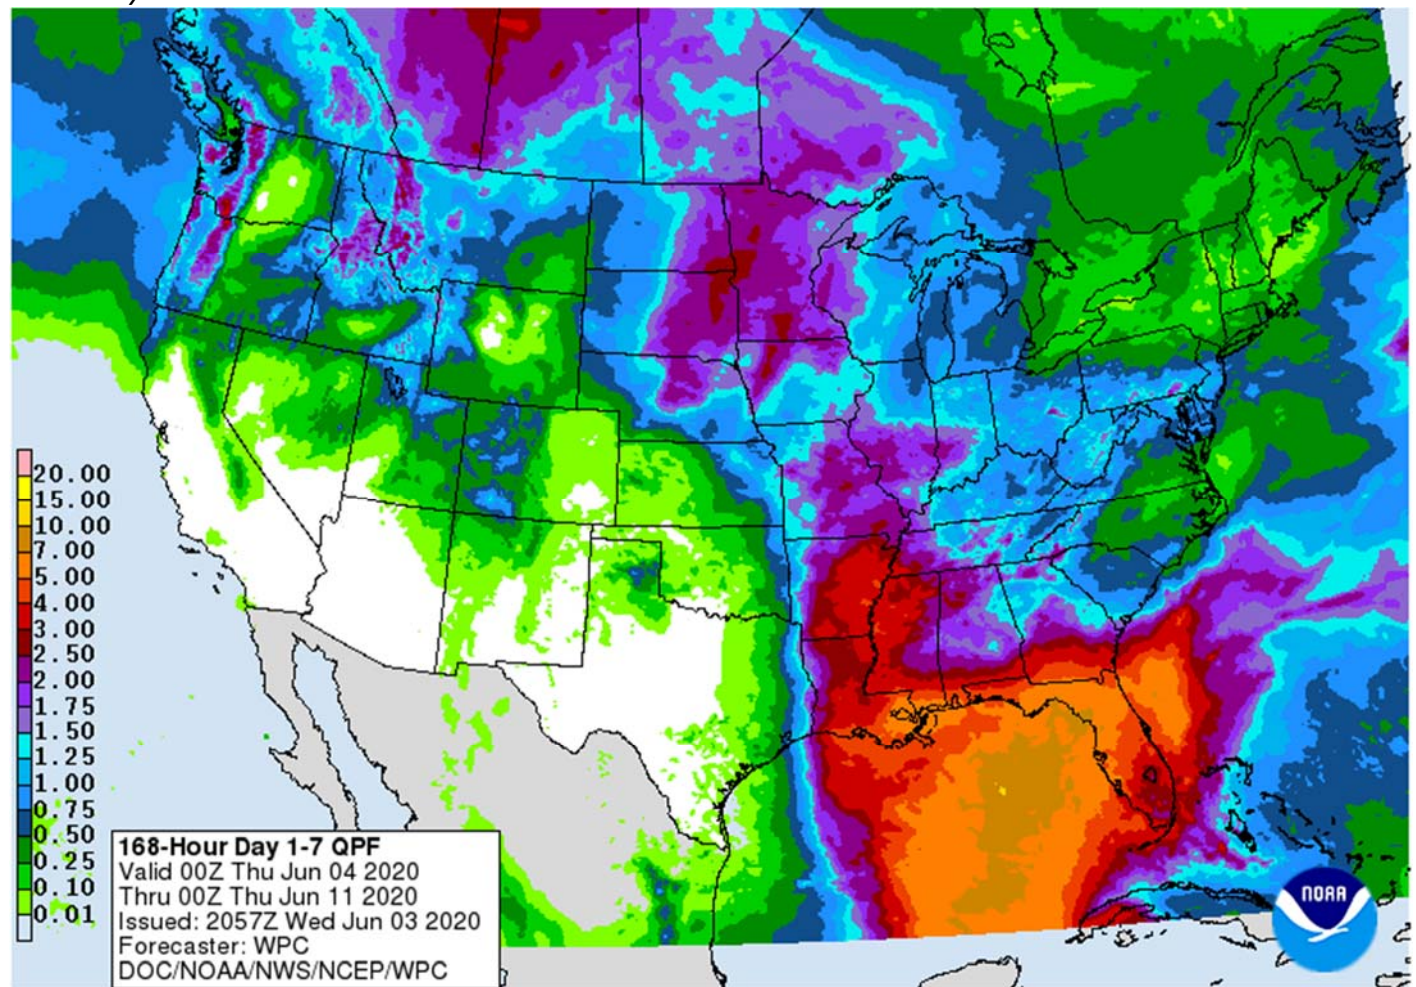 )
20.00
15.00
10.00
7.00
5.00
4.00
3.00
2.50
2.00
1.75
1.50
1.25
1.00
0.75
0.50
0.25
0.10
0.01
168-Hour Day 1-7 QPF
Valid 00Z Thu Jun 04 2020
Thru 00Z Thu Jun 11 2020
Issued: 2057Z Wed Jun 03 2020
Forecaster: WPC
DOC/NOAA/NWS/NCEP/WPC
NOAA